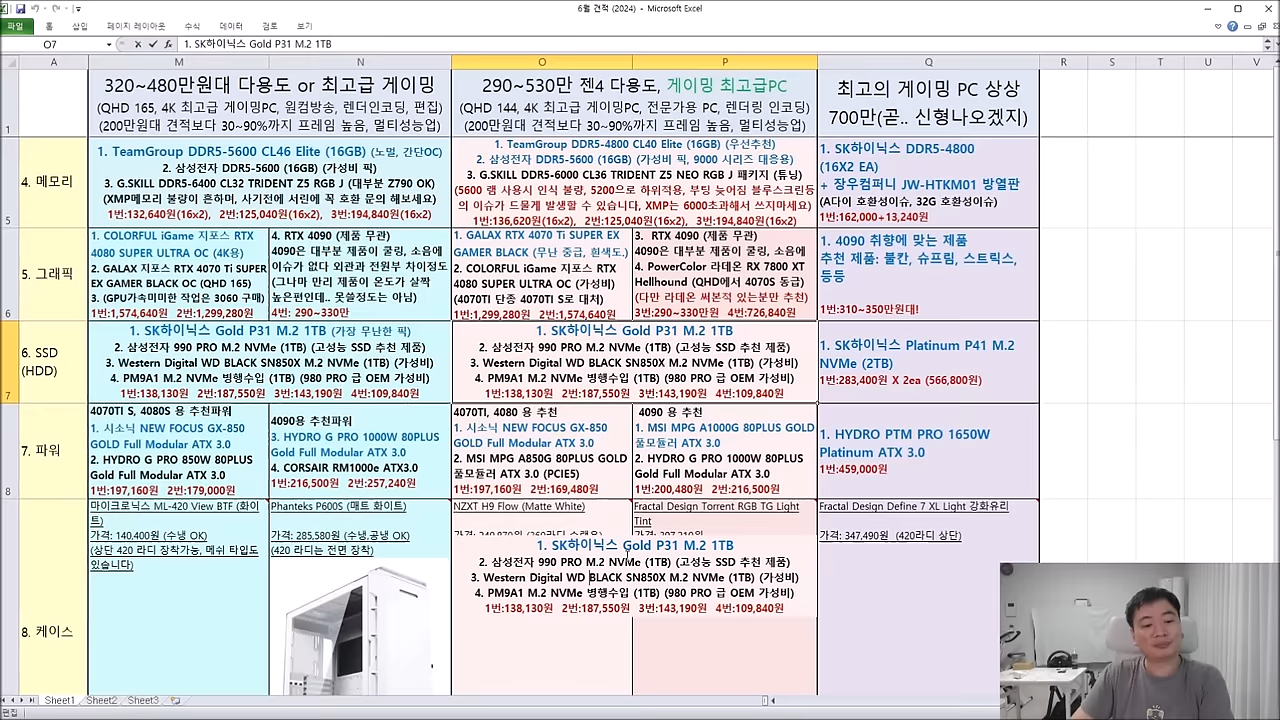 6월 견적 (2024) - Microsoft Excel
파일 홈 삽입 페이지 레이아웃 수식 데이터 검토 보기
O7 fx 1. SK하이닉스 Gold P31 M.2 1TB
A M N O P Q R S T U V
1
320~480만원대 다용도 or 최고급 게이밍
(QHD 165, 4K 최고급 게이밍PC, 원컴방송, 렌더인코딩, 편집)
(200만원대 견적보다 30~90%까지 프레임 높음, 멀티성능업)
290~530만 젠4 다용도, 게이밍 최고급PC
(QHD 144, 4K 최고급 게이밍PC, 전문가용 PC, 렌더링 인코딩)
(200만원대 견적보다 30~90%까지 프레임 높음, 멀티성능업)
최고의 게이밍 PC 상상
700만(곧.. 신형나오겠지)
5
4. 메모리
1. TeamGroup DDR5-5600 CL46 Elite (16GB) (노멀, 간단OC)
2. 삼성전자 DDR5-5600 (16GB) (가성비 픽)
3. G.SKILL DDR5-6400 CL32 TRIDENT Z5 RGB J (대부분 Z790 OK)
(XMP메모리 불량이 흔하며, 사기전에 서린에 꼭 호환 문의 해보세요)
1번:132,640원(16x2), 2번:125,040원(16x2), 3번:194,840원(16x2)
1. TeamGroup DDR5-4800 CL40 Elite (16GB) (우선추천)
2. 삼성전자 DDR5-5600 (16GB) (가성비 픽, 9000 시리즈 대응용)
3. G.SKILL DDR5-6000 CL36 TRIDENT Z5 NEO RGB J 패키지 (튜닝)
(5600 램 사용시 인식 불량, 5200으로 하위적용, 부팅 늦어짐 블루스크린등
의 이슈가 드물게 발생할 수 있습니다, XMP는 6000초과해서 쓰지마세요)
1번:136,620원(16x2), 2번:125,040원(16x2), 3번:194,840원(16x2)
1. SK하이닉스 DDR5-4800
(16X2 EA)
+ 장우컴퍼니 JW-HTKM01 방열판
(A다이 호환성이슈, 32G 호환성이슈)
1번:162,000+13,240원
6
5. 그래픽
1. COLORFUL iGame 지포스 RTX
4080 SUPER ULTRA OC (4K용)
2. GALAX 지포스 RTX 4070 Ti SUPER
EX GAMER BLACK OC (QHD 165)
3. (GPU가속미미한 작업은 3060 구매)
1번:1,574,640원 2번:1,299,280원
4. RTX 4090 (제품 무관)
4090은 대부분 제품이 쿨링, 소음에
이슈가 없다 외관과 전원부 차이정도
(그나마 만리 제품이 온도가 살짝
높은편인데.. 못쓸정도는 아님)
4번: 290~330만
1. GALAX RTX 4070 Ti SUPER EX
GAMER BLACK (무난 중급, 흰색도.)
2. COLORFUL iGame 지포스 RTX
4080 SUPER ULTRA OC (가성비)
(4070TI 단종 4070TI S로 대처)
1번:1,299,280원 2번:1,574,640원
3. RTX 4090 (제품 무관)
4090은 대부분 제품이 쿨링, 소음에
4. PowerColor 라데온 RX 7800 XT
Hellhound (QHD에서 4070S 동급)
(다만 라데온 써본적 있는분만 추천)
3번:290~330만원 4번:726,840원
1. 4090 취향에 맞는 제품
추천 제품: 불칸, 슈프림, 스트릭스,
등등
1번:310~350만원대!
7
6. SSD
(HDD)
1. SK하이닉스 Gold P31 M.2 1TB (가장 무난한 픽)
2. 삼성전자 990 PRO M.2 NVMe (1TB) (고성능 SSD 추천 제품)
3. Western Digital WD BLACK SN850X M.2 NVMe (1TB) (가성비)
4. PM9A1 M.2 NVMe 병행수입 (1TB) (980 PRO 급 OEM 가성비)
1번:138,130원 2번:187,550원 3번:143,190원 4번:109,840원
1. SK하이닉스 Gold P31 M.2 1TB
2. 삼성전자 990 PRO M.2 NVMe (1TB) (고성능 SSD 추천 제품)
3. Western Digital WD BLACK SN850X M.2 NVMe (1TB) (가성비)
4. PM9A1 M.2 NVMe 병행수입 (1TB) (980 PRO 급 OEM 가성비)
1번:138,130원 2번:187,550원 3번:143,190원 4번:109,840원
1. SK하이닉스 Platinum P41 M.2
NVMe (2TB)
1번:283,400원 X 2ea (566,800원)
8
7. 파워
4070TI S, 4080S 용 추천파워
1. 시소닉 NEW FOCUS GX-850
GOLD Full Modular ATX 3.0
2. HYDRO G PRO 850W 80PLUS
Gold Full Modular ATX 3.0
1번:197,160원 2번:179,000원
4090용 추천파워
3. HYDRO G PRO 1000W 80PLUS
Gold Full Modular ATX 3.0
4. CORSAIR RM1000e ATX3.0
1번:216,500원 2번:257,240원
4070TI, 4080 용 추천
1. 시소닉 NEW FOCUS GX-850
GOLD Full Modular ATX 3.0
2. MSI MPG A850G 80PLUS GOLD
풀모듈러 ATX 3.0 (PCIE5)
1번:197,160원 2번:169,480원
4090 용 추천
1. MSI MPG A1000G 80PLUS GOLD
풀모듈러 ATX 3.0
2. HYDRO G PRO 1000W 80PLUS
Gold Full Modular ATX 3.0
1번:200,480원 2번:216,500원
1. HYDRO PTM PRO 1650W
Platinum ATX 3.0
1번:459,000원
8. 케이스
마이크로닉스 ML-420 View BTF (화이
트)
가격: 140,400원 (수냉 OK)
(상단 420 라디 장착가능, 메쉬 타입도
있습니다)
Phanteks P600S (매트 화이트)
가격: 285,580원 (수냉,공냉 OK)
(420 라디는 전면 장착)
NZXT H9 Flow (Matte White)
Fractal Design Torrent RGB TG Light
Tint
1. SK하이닉스 Gold P31 M.2 1TB
2. 삼성전자 990 PRO M.2 NVMe (1TB) (고성능 SSD 추천 제품)
3. Western Digital WD BLACK SN850X M.2 NVMe (1TB) (가성비)
4. PM9A1 M.2 NVMe 병행수입 (1TB) (980 PRO 급 OEM 가성비)
1번:138,130원 2번:187,550원 3번:143,190원 4번:109,840원
Fractal Design Define 7 XL Light 강화유리
가격: 347,490원 (420라디 상단)
Sheet1 Sheet2 Sheet3
편집